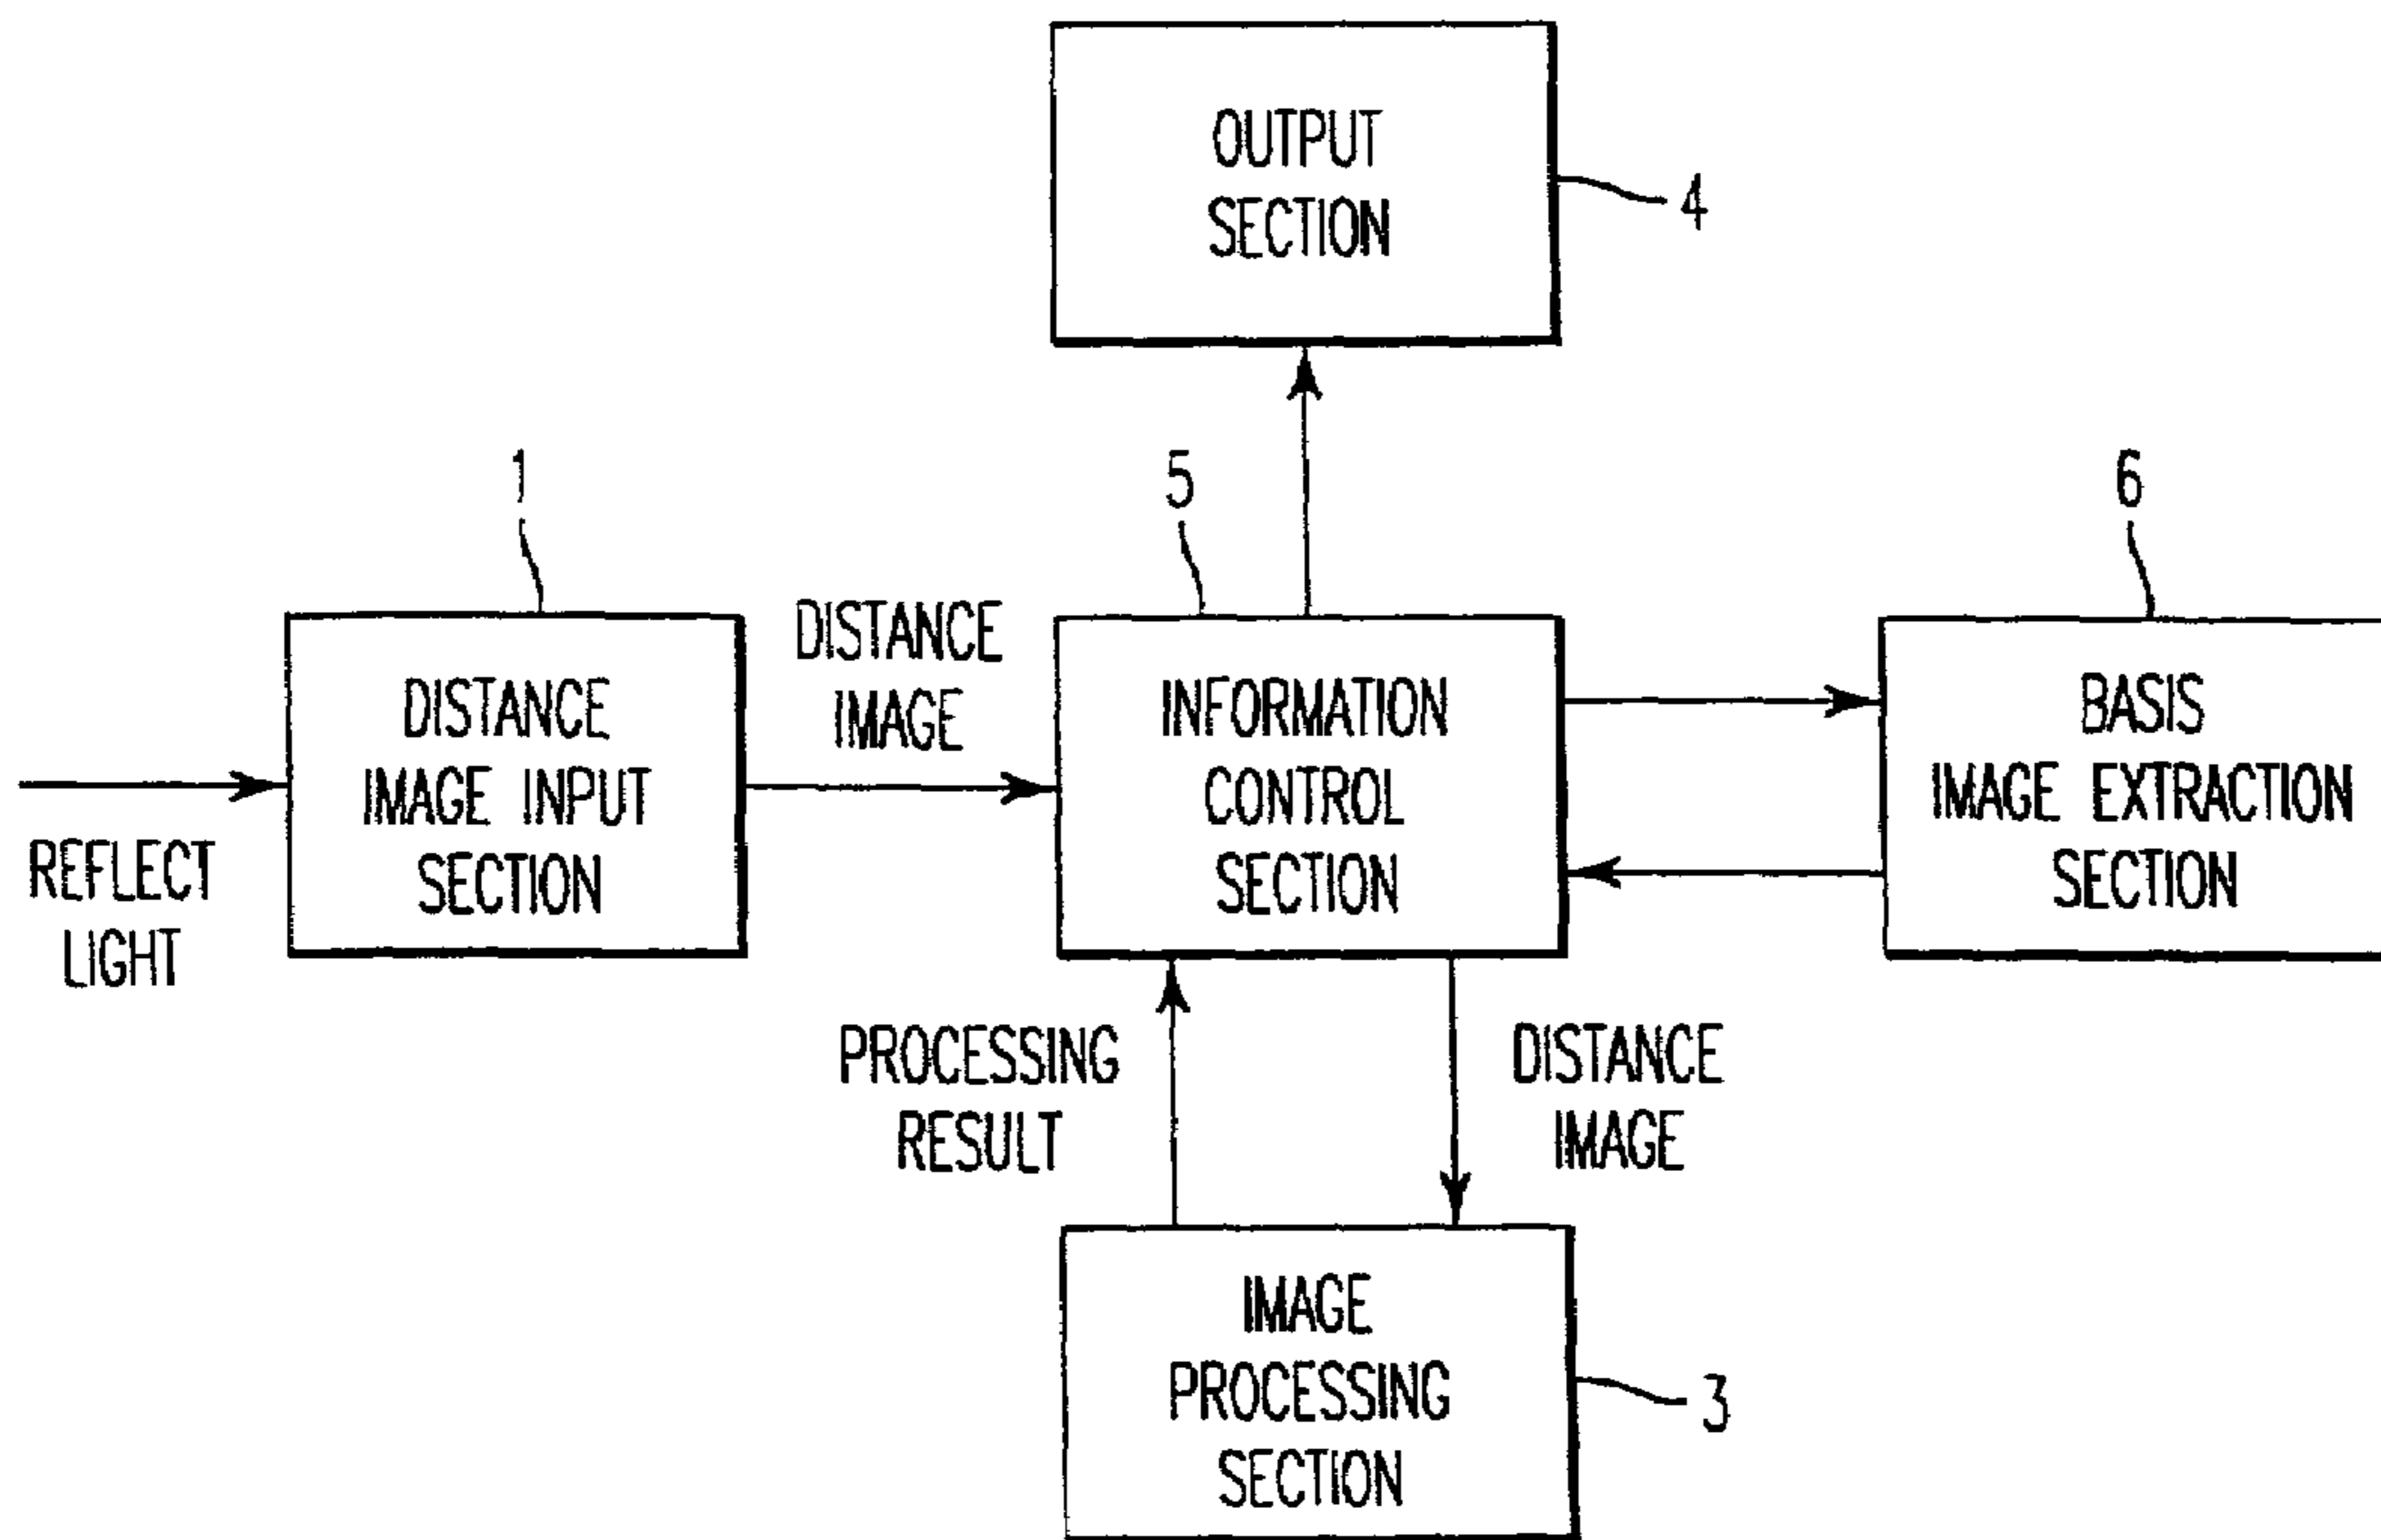 OUTPUT
SECTION
4
1
5
6
DISTANCE
IMAGE
DISTANCE
IMAGE INPUT
SECTION
INFORMATION
CONTROL
SECTION
BASIS
IMAGE EXTRACTION
SECTION
REFLECT
LIGHT
PROCESSING
RESULT
DISTANCE
IMAGE
IMAGE
PROCESSING
SECTION
3